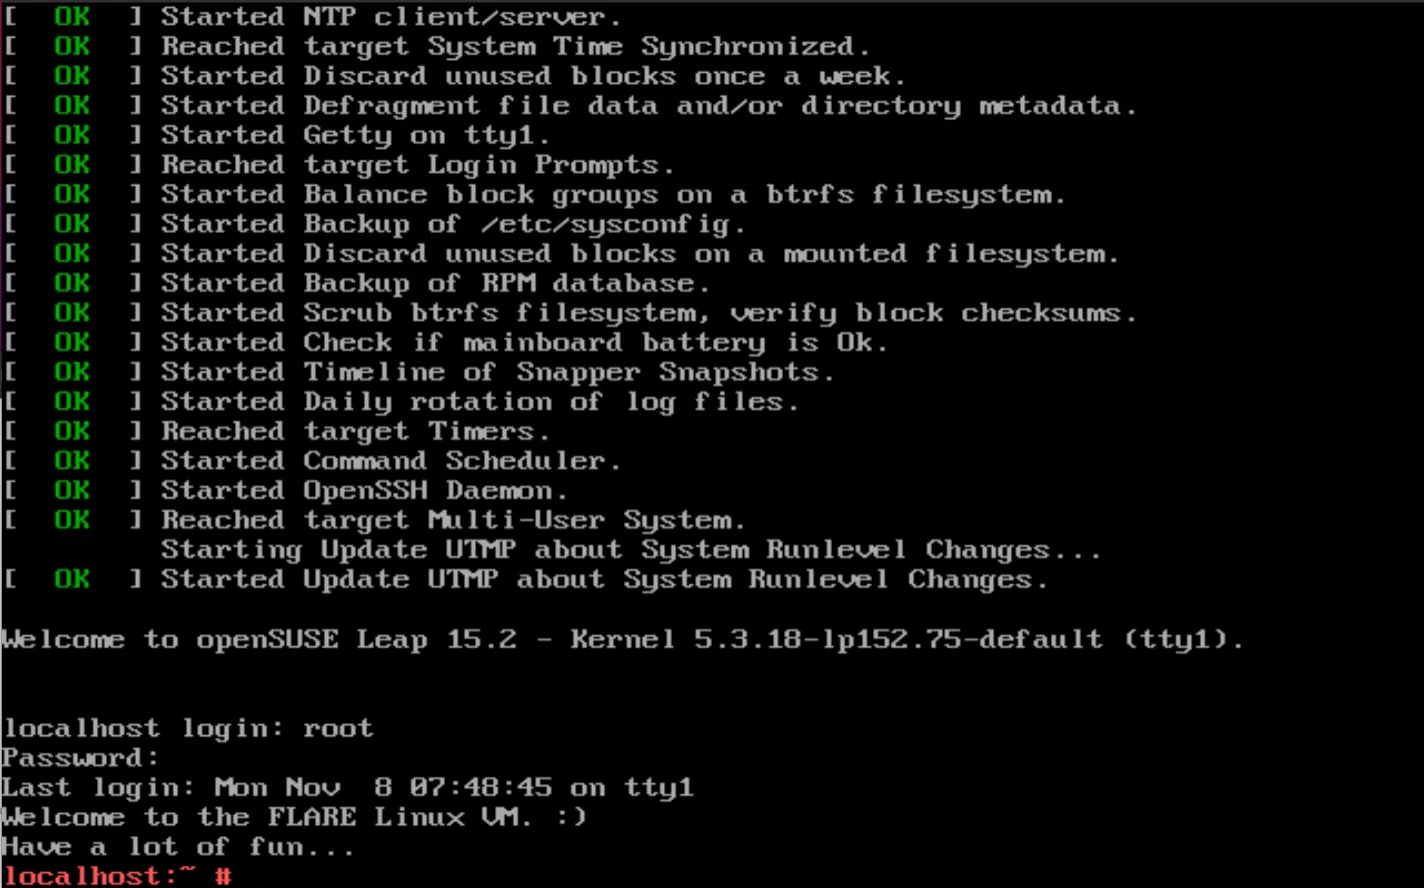 [  OK  ] Started NTP client/server.
[  OK  ] Reached target System Time Synchronized.
[  OK  ] Started Discard unused blocks once a week.
[  OK  ] Started Defragment file data and/or directory metadata.
[  OK  ] Started Getty on tty1.
[  OK  ] Reached target Login Prompts.
[  OK  ] Started Balance block groups on a btrfs filesystem.
[  OK  ] Started Backup of /etc/sysconfig.
[  OK  ] Started Discard unused blocks on a mounted filesystem.
[  OK  ] Started Backup of RPM database.
[  OK  ] Started Scrub btrfs filesystem, verify block checksums.
[  OK  ] Started Check if mainboard battery is Ok.
[  OK  ] Started Timeline of Snapper Snapshots.
[  OK  ] Started Daily rotation of log files.
[  OK  ] Reached target Timers.
[  OK  ] Started Command Scheduler.
[  OK  ] Started OpenSSH Daemon.
[  OK  ] Reached target Multi-User System.
         Starting Update UTMP about System Runlevel Changes...
[  OK  ] Started Update UTMP about System Runlevel Changes.
Welcome to openSUSE Leap 15.2 - Kernel 5.3.18-lp152.75-default (tty1).
localhost login: root
Password:
Last login: Mon Nov  8 07:48:45 on tty1
Welcome to the FLARE Linux VM. :)
Have a lot of fun...
localhost:~ #